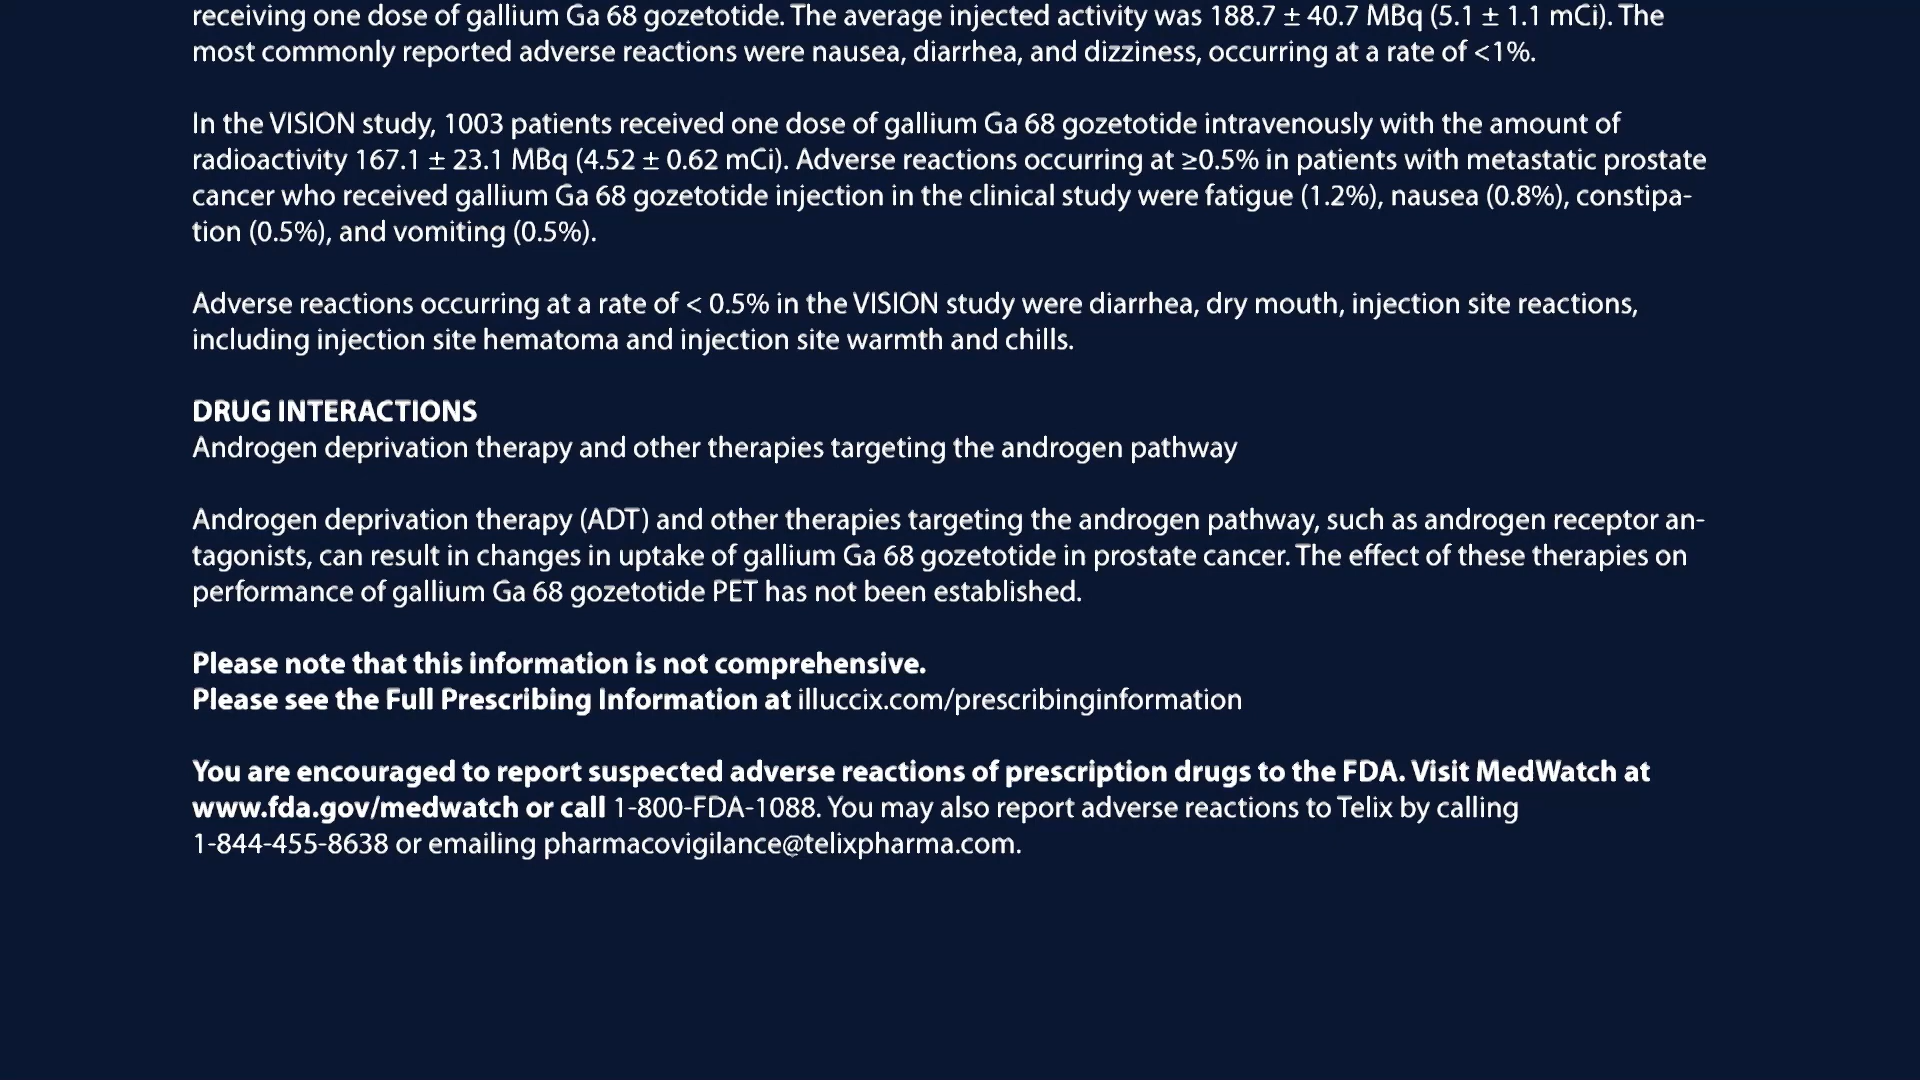 receiving one dose of gallium Ga 68 gozetotide. The average injected activity was 188.7 ± 40.7 MBq (5.1 ± 1.1 mCi). The
most commonly reported adverse reactions were nausea, diarrhea, and dizziness, occurring at a rate of <1%.
In the VISION study, 1003 patients received one dose of gallium Ga 68 gozetotide intravenously with the amount of
radioactivity 167.1 ± 23.1 MBq (4.52 ± 0.62 mCi). Adverse reactions occurring at ≥0.5% in patients with metastatic prostate
cancer who received gallium Ga 68 gozetotide injection in the clinical study were fatigue (1.2%), nausea (0.8%), constipa-
tion (0.5%), and vomiting (0.5%).
Adverse reactions occurring at a rate of < 0.5% in the VISION study were diarrhea, dry mouth, injection site reactions,
including injection site hematoma and injection site warmth and chills.
DRUG INTERACTIONS
Androgen deprivation therapy and other therapies targeting the androgen pathway
Androgen deprivation therapy (ADT) and other therapies targeting the androgen pathway, such as androgen receptor an-
tagonists, can result in changes in uptake of gallium Ga 68 gozetotide in prostate cancer. The effect of these therapies on
performance of gallium Ga 68 gozetotide PET has not been established.
Please note that this information is not comprehensive.
Please see the Full Prescribing Information at illuccix.com/prescribinginformation
You are encouraged to report suspected adverse reactions of prescription drugs to the FDA. Visit MedWatch at
www.fda.gov/medwatch or call 1-800-FDA-1088. You may also report adverse reactions to Telix by calling
1-844-455-8638 or emailing pharmacovigilance@telixpharma.com.